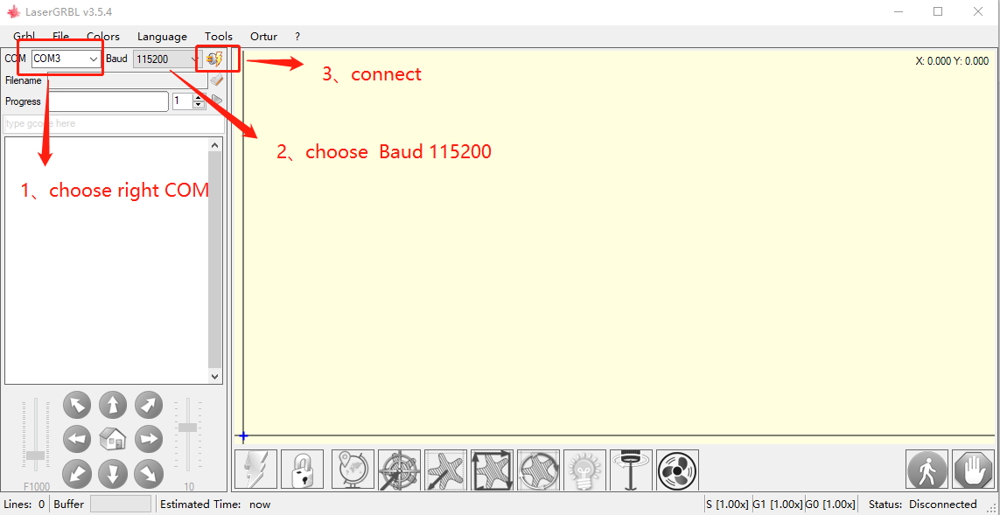 LaserGRBL v3.5.4
Grbl File Colors Language Tools Ortur ?
COM COM3 Baud 115200
X: 0.000 Y: 0.000
3、connect
Filename
Progress 1
type gcode here
2、choose Baud 115200
1、choose right COM
F1000 10
Lines: 0 Buffer Estimated Time: now S [1.00x] G1 [1.00x] G0 [1.00x] Status: Disconnected